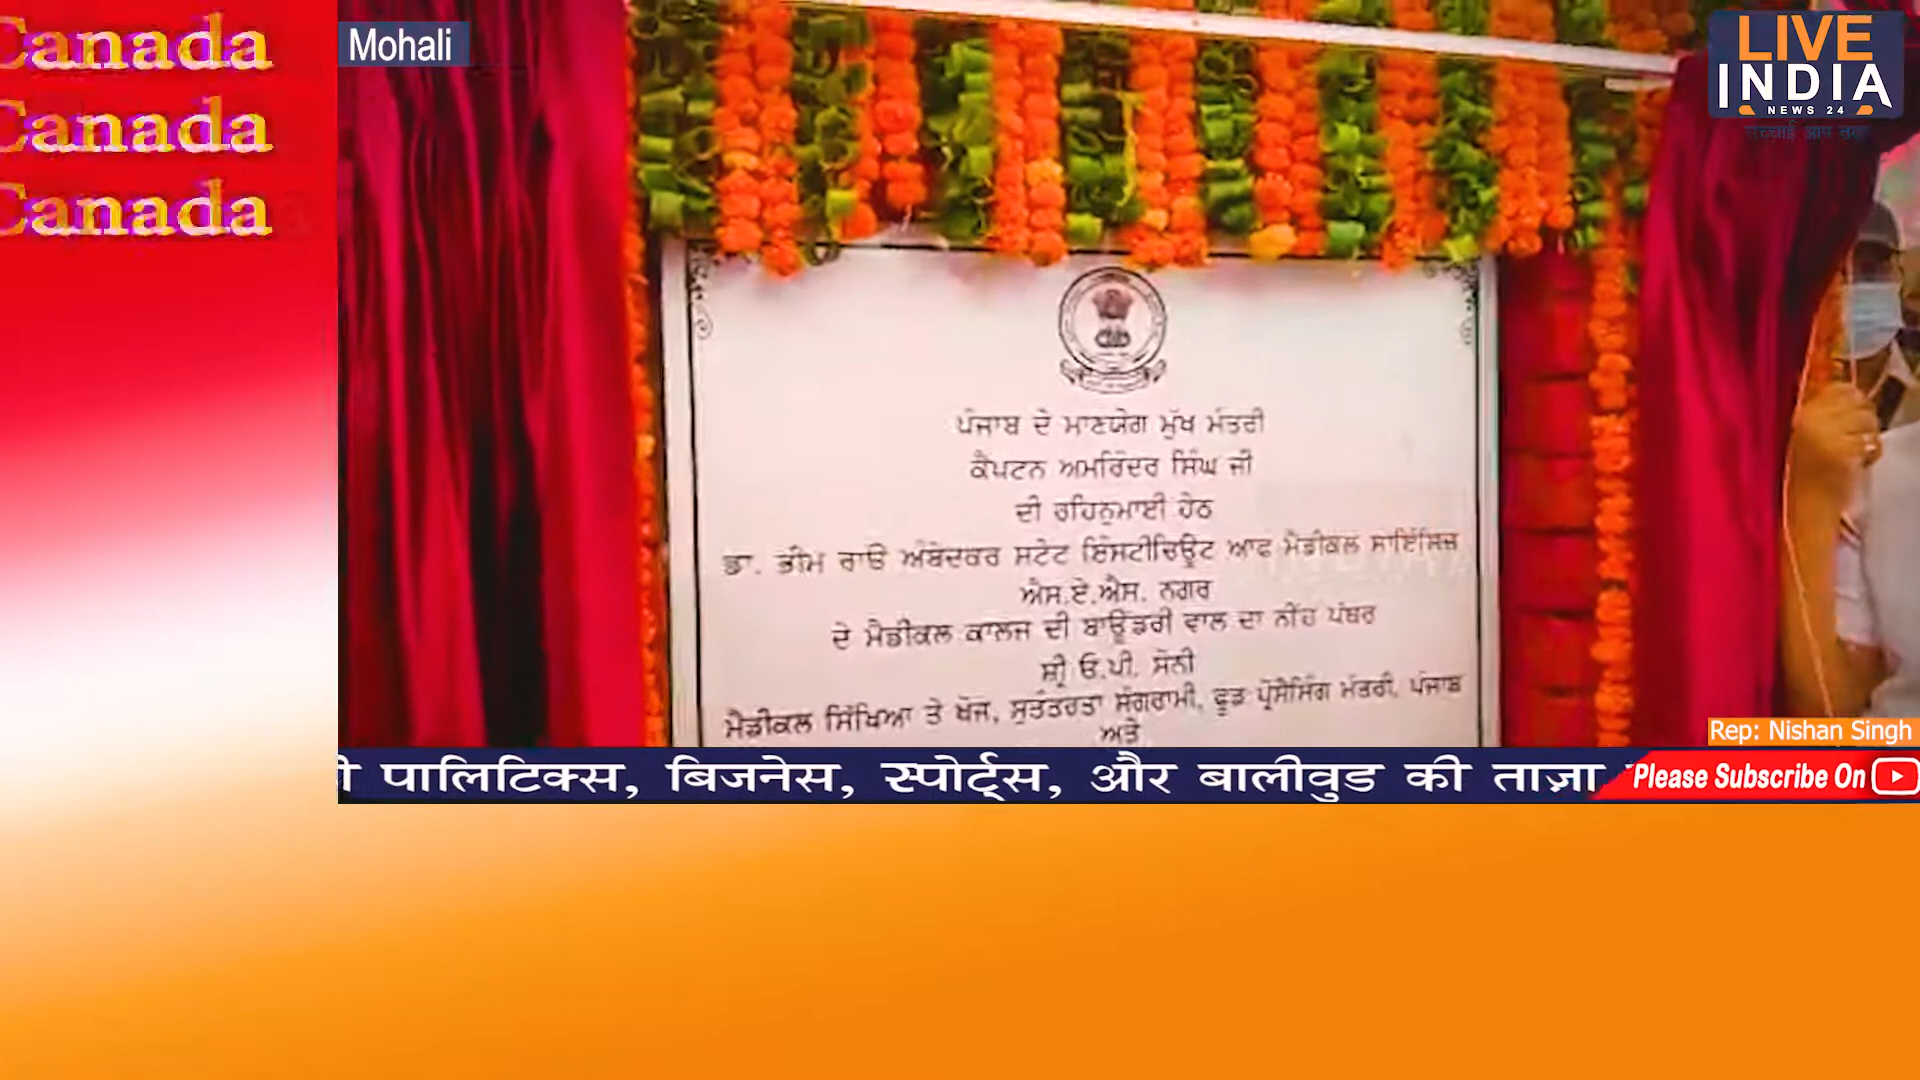 Canada
Canada
Canada
Mohali
LIVE
INDIA
NEWS 24
ਪੰਜਾਬ ਦੇ ਮਾਣਯੋਗ ਮੁੱਖ ਮੰਤਰੀ
ਕੈਪਟਨ ਅਮਰਿੰਦਰ ਸਿੰਘ ਜੀ
ਦੀ ਰਹਿਨੁਮਾਈ ਹੇਠ
ਡਾ. ਭੀਮ ਰਾਓ ਅੰਬੇਦਕਰ ਸਟੇਟ ਇੰਸਟੀਚਿਊਟ ਆਫ ਮੈਡੀਕਲ ਸਾਇੰਸਿਜ਼
ਐਸ.ਏ.ਐਸ. ਨਗਰ
ਦੇ ਮੈਡੀਕਲ ਕਾਲਜ ਦੀ ਬਾਊਂਡਰੀ ਵਾਲ ਦਾ ਨੀਂਹ ਪੱਥਰ
ਸ਼੍ਰੀ ਓ.ਪੀ. ਸੋਨੀ
ਮੈਡੀਕਲ ਸਿੱਖਿਆ ਤੇ ਖੋਜ, ਸੁਤੰਤਰਤਾ ਸੰਗਰਾਮੀ, ਫੂਡ ਪ੍ਰੋਸੈਸਿੰਗ ਮੰਤਰੀ, ਪੰਜਾਬ
ਅਤੇ
Rep: Nishan Singh
पालिटिक्स, बिजनेस, स्पोर्ट्स, और बालीवुड की ताज़ा
Please Subscribe On